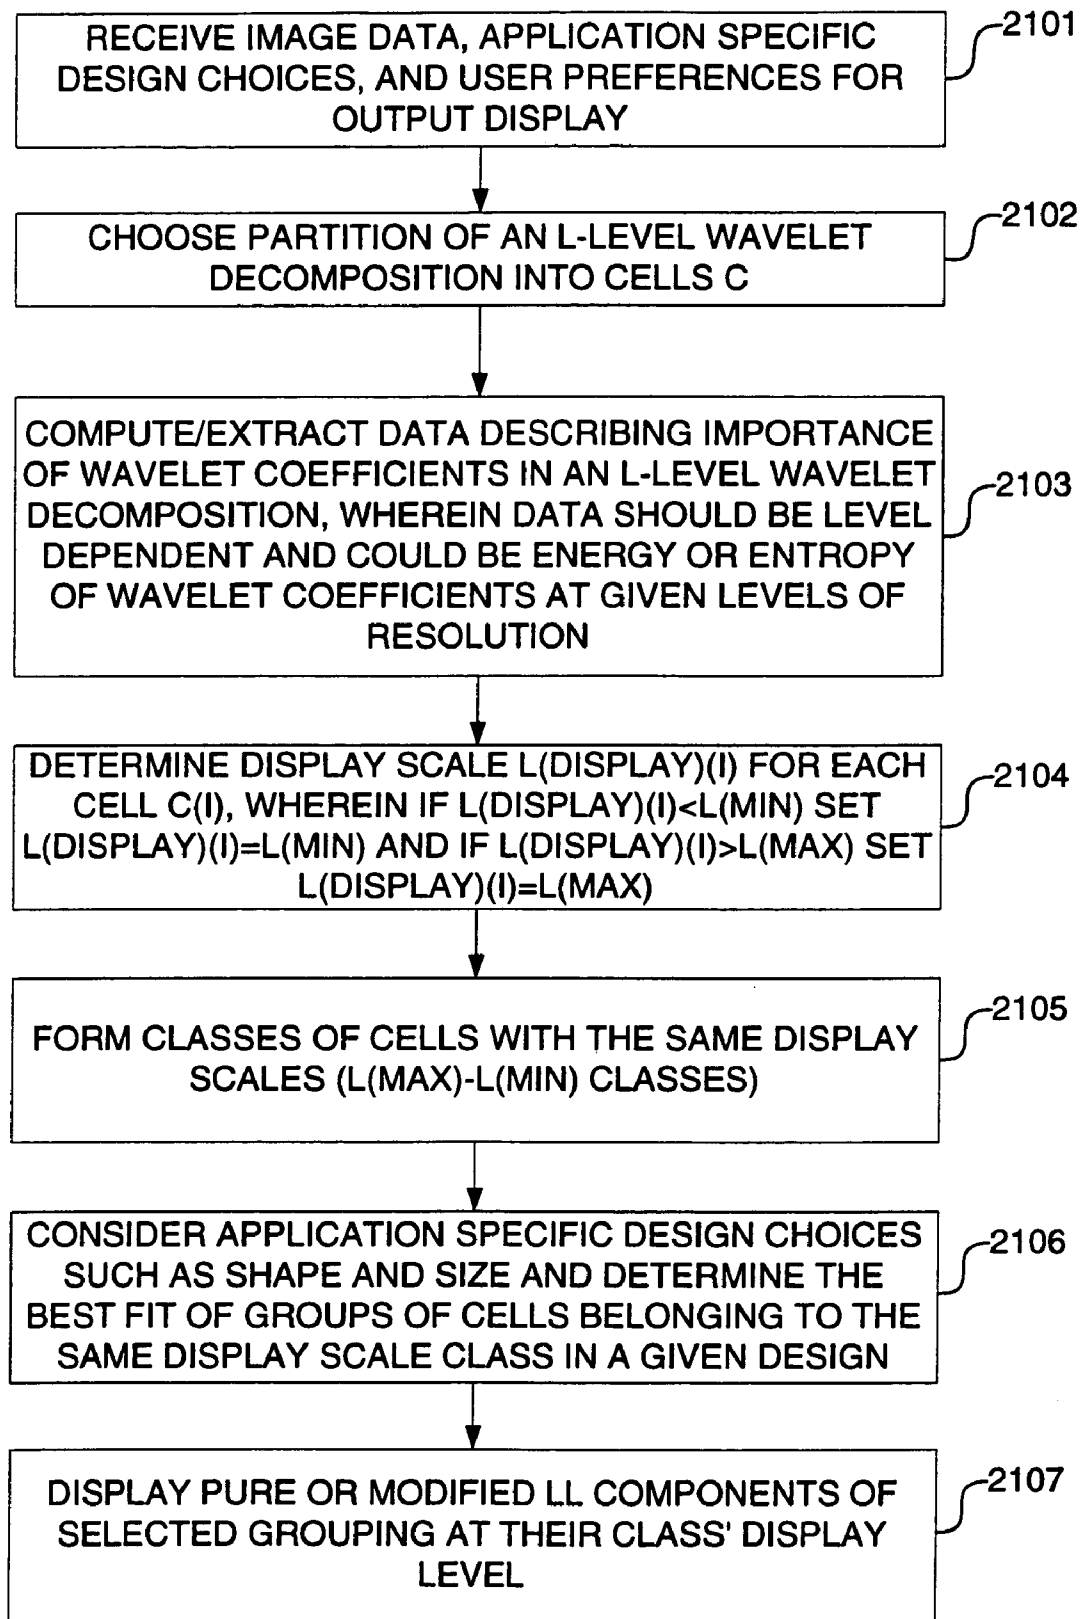 RECEIVE IMAGE DATA, APPLICATION SPECIFIC
DESIGN CHOICES, AND USER PREFERENCES FOR
OUTPUT DISPLAY
2101
CHOOSE PARTITION OF AN L-LEVEL WAVELET
DECOMPOSITION INTO CELLS C
2102
COMPUTE/EXTRACT DATA DESCRIBING IMPORTANCE
OF WAVELET COEFFICIENTS IN AN L-LEVEL WAVELET
DECOMPOSITION, WHEREIN DATA SHOULD BE LEVEL
DEPENDENT AND COULD BE ENERGY OR ENTROPY
OF WAVELET COEFFICIENTS AT GIVEN LEVELS OF
RESOLUTION
2103
DETERMINE DISPLAY SCALE L(DISPLAY)(I) FOR EACH
CELL C(I), WHEREIN IF L(DISPLAY)(I)<L(MIN) SET
L(DISPLAY)(I)=L(MIN) AND IF L(DISPLAY)(I)>L(MAX) SET
L(DISPLAY)(I)=L(MAX)
2104
FORM CLASSES OF CELLS WITH THE SAME DISPLAY
SCALES (L(MAX)-L(MIN) CLASSES)
2105
CONSIDER APPLICATION SPECIFIC DESIGN CHOICES
SUCH AS SHAPE AND SIZE AND DETERMINE THE
BEST FIT OF GROUPS OF CELLS BELONGING TO THE
SAME DISPLAY SCALE CLASS IN A GIVEN DESIGN
2106
DISPLAY PURE OR MODIFIED LL COMPONENTS OF
SELECTED GROUPING AT THEIR CLASS' DISPLAY
LEVEL
2107